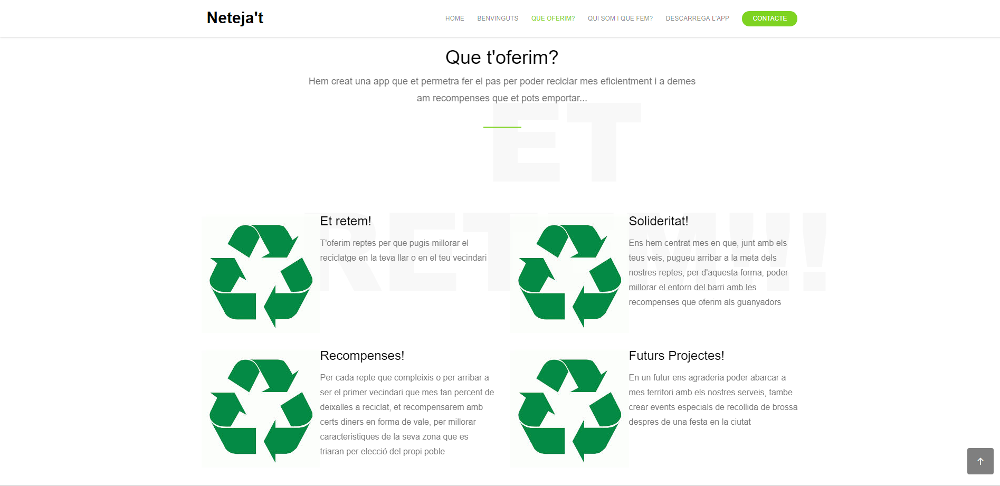 Neteja't
HOME BENVINGUTS QUE OFERIM? QUI SOM I QUE FEM? DESCARREGA L'APP CONTACTE
Que t'oferim?
Hem creat una app que et permetra fer el pas per poder reciclar mes eficientment i a demes
am recompenses que et pots emportar...
ET
RETEM!!!
Et retem!
T'oferim reptes per que pugis millorar el
reciclatge en la teva llar o en el teu vecindari
Solideritat!
Ens hem centrat mes en que, junt amb els
teus veis, pugueu arribar a la meta dels
nostres reptes, per d'aquesta forma, poder
millorar el entorn del barri amb les
recompenses que oferim als guanyadors
Recompenses!
Per cada repte que compleixis o per arribar a
ser el primer vecindari que mes tan percent de
deixalles a reciclat, et recompensarem amb
certs diners en forma de vale, per millorar
caracteristiques de la seva zona que es
triaran per elecció del propi poble
Futurs Projectes!
En un futur ens agraderia poder abarcar a
mes territori amb els nostres serveis, tambe
crear events especials de recollida de brossa
despres de una festa en la ciutat